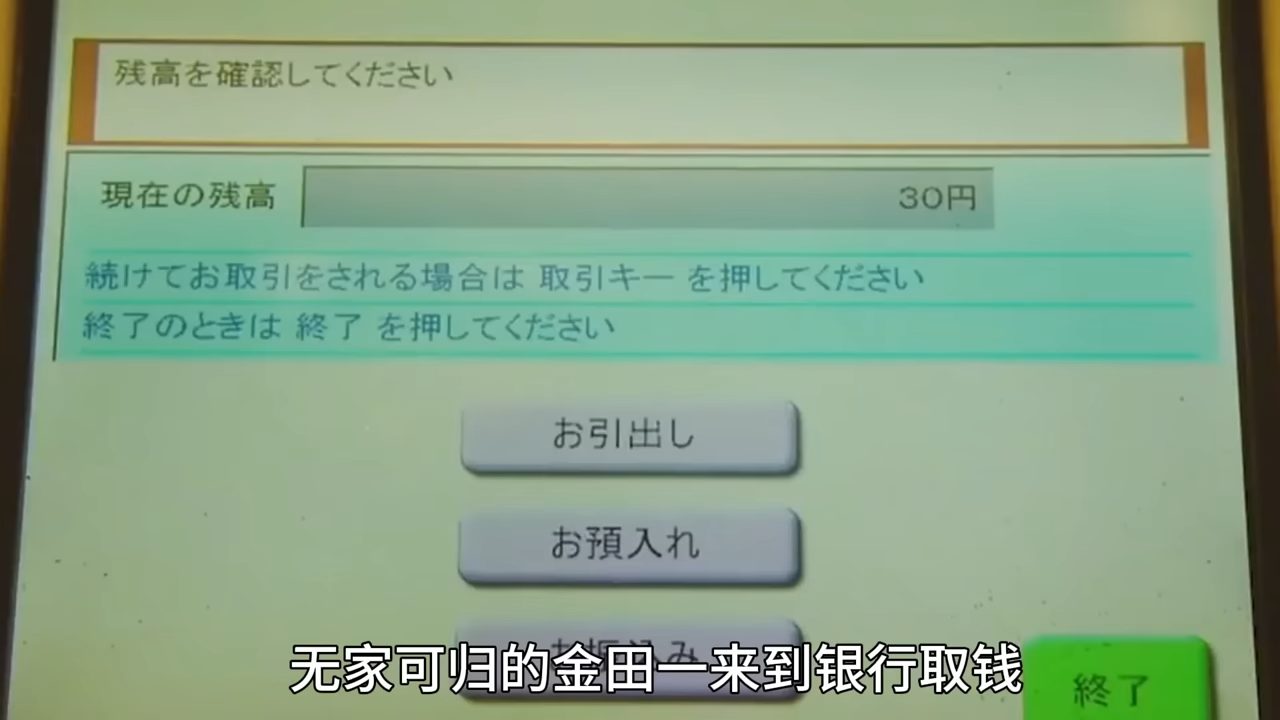 残高を確認してください
現在の残高 30円
続けてお取引をされる場合は 取引キー を押してください
終了のときは 終了 を押してください
お引出し
お預入れ
お振込み
无家可归的金田一来到银行取钱
終了